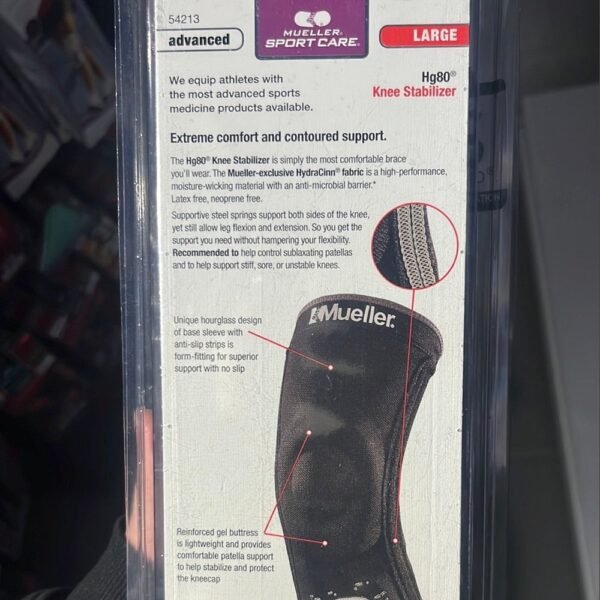 54213
MUELLER®
SPORT CARE®
advanced
LARGE
We equip athletes with
the most advanced sports
medicine products available.
Hg80®
Knee Stabilizer
Extreme comfort and contoured support.
The Hg80® Knee Stabilizer is simply the most comfortable brace
you'll wear. The Mueller-exclusive HydraCinn® fabric is a high-performance,
moisture-wicking material with an anti-microbial barrier.*
Latex free, neoprene free.
Supportive steel springs support both sides of the knee,
yet still allow leg flexion and extension. So you get the
support you need without hampering your flexibility.
Recommended to help control subluxating patellas
and to help support stiff, sore, or unstable knees.
Mueller.
Unique hourglass design
of base sleeve with
anti-slip strips is
form-fitting for superior
support with no slip
Reinforced gel buttress
is lightweight and provides
comfortable patella support
to help stabilize and protect
the kneecap